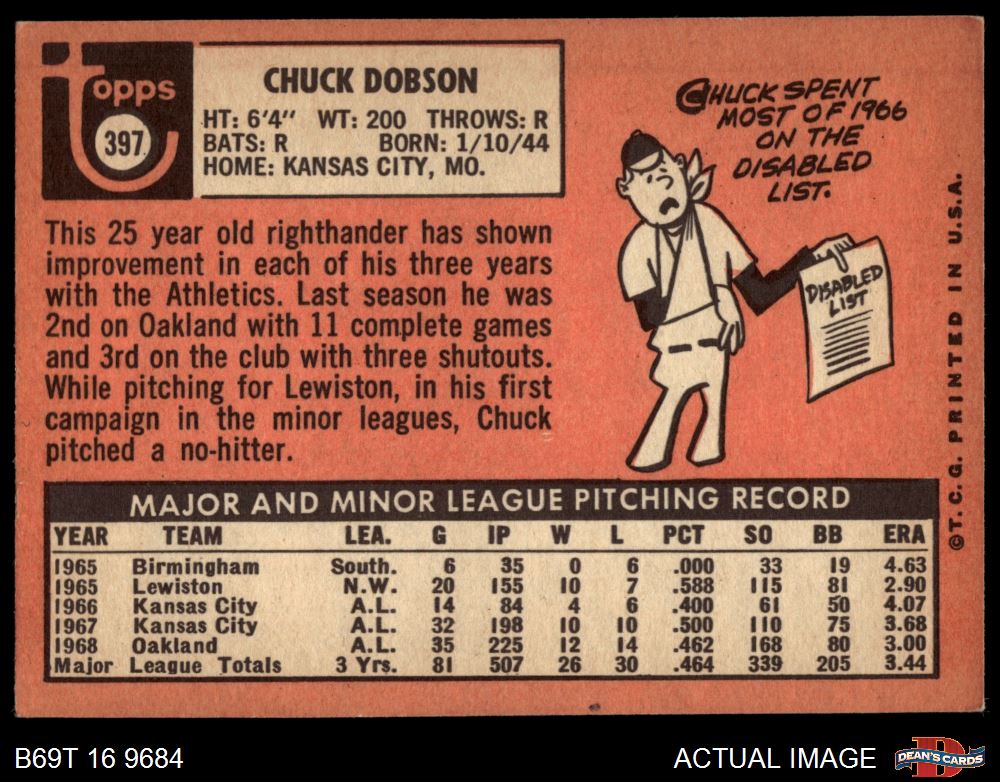 topps
397
CHUCK DOBSON
HT: 6'4" WT: 200 THROWS: R
BATS: R BORN: 1/10/44
HOME: KANSAS CITY, MO.
CHUCK SPENT
MOST OF 1966
ON THE
DISABLED
LIST.
DISABLED
LIST
This 25 year old righthander has shown
improvement in each of his three years
with the Athletics. Last season he was
2nd on Oakland with 11 complete games
and 3rd on the club with three shutouts.
While pitching for Lewiston, in his first
campaign in the minor leagues, Chuck
pitched a no-hitter.
©T.C.G. PRINTED IN U.S.A.
MAJOR AND MINOR LEAGUE PITCHING RECORD
YEAR TEAM LEA. G IP W L PCT SO BB ERA
1965 Birmingham South. 6 35 0 6 .000 33 19 4.63
1965 Lewiston N.W. 20 155 10 7 .588 115 81 2.90
1966 Kansas City A.L. 14 84 4 6 .400 61 50 4.07
1967 Kansas City A.L. 32 198 10 10 .500 110 75 3.68
1968 Oakland A.L. 35 225 12 14 .462 168 80 3.00
Major League Totals 3 Yrs. 81 507 26 30 .464 339 205 3.44
B69T 16 9684
ACTUAL IMAGE
DEAN'S CARDS